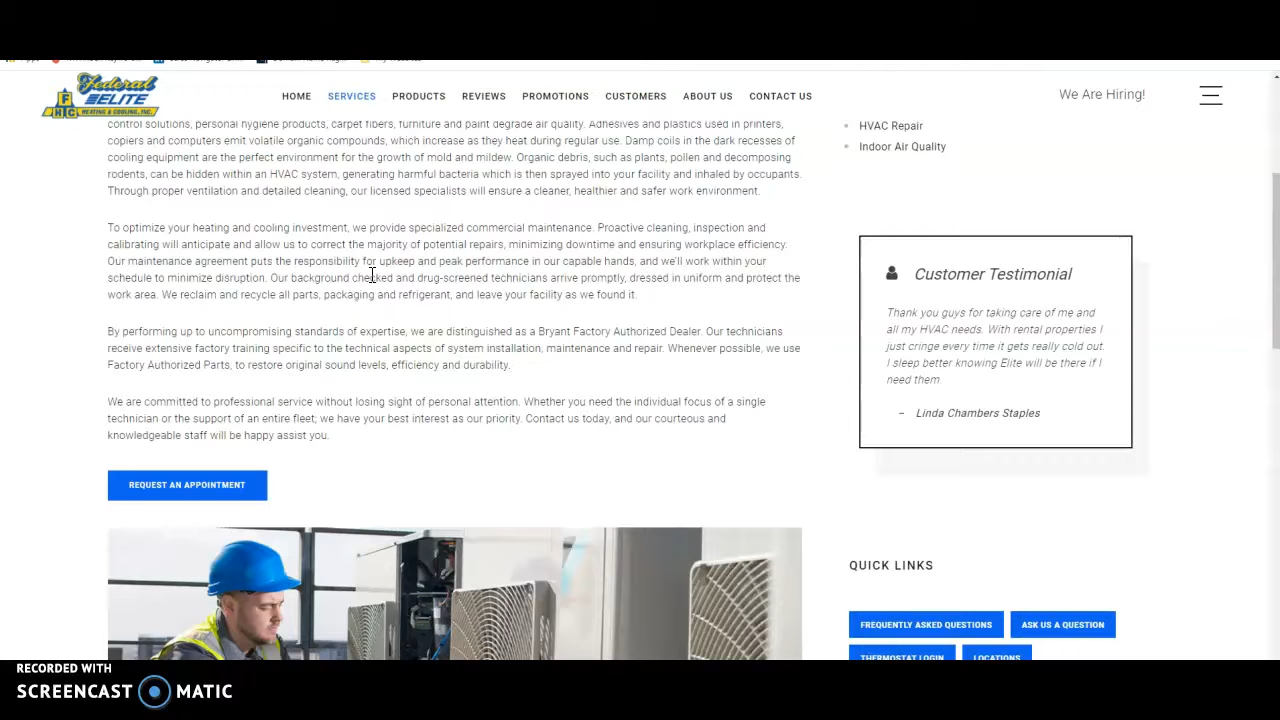 Federal
ELITE
FHC
HEATING & COOLING, INC.
HOME SERVICES PRODUCTS REVIEWS PROMOTIONS CUSTOMERS ABOUT US CONTACT US
We Are Hiring!
control solutions, personal hygiene products, carpet fibers, furniture and paint degrade air quality. Adhesives and plastics used in printers,
copiers and computers emit volatile organic compounds, which increase as they heat during regular use. Damp coils in the dark recesses of
cooling equipment are the perfect environment for the growth of mold and mildew. Organic debris, such as plants, pollen and decomposing
rodents, can be hidden within an HVAC system, generating harmful bacteria which is then sprayed into your facility and inhaled by occupants.
Through proper ventilation and detailed cleaning, our licensed specialists will ensure a cleaner, healthier and safer work environment.
To optimize your heating and cooling investment, we provide specialized commercial maintenance. Proactive cleaning, inspection and
calibrating will anticipate and allow us to correct the majority of potential repairs, minimizing downtime and ensuring workplace efficiency.
Our maintenance agreement puts the responsibility for upkeep and peak performance in our capable hands, and we'll work within your
schedule to minimize disruption. Our background checked and drug-screened technicians arrive promptly, dressed in uniform and protect the
work area. We reclaim and recycle all parts, packaging and refrigerant, and leave your facility as we found it.
By performing up to uncompromising standards of expertise, we are distinguished as a Bryant Factory Authorized Dealer. Our technicians
receive extensive factory training specific to the technical aspects of system installation, maintenance and repair. Whenever possible, we use
Factory Authorized Parts, to restore original sound levels, efficiency and durability.
We are committed to professional service without losing sight of personal attention. Whether you need the individual focus of a single
technician or the support of an entire fleet; we have your best interest as our priority. Contact us today, and our courteous and
knowledgeable staff will be happy assist you.
REQUEST AN APPOINTMENT
HVAC Repair
Indoor Air Quality
Customer Testimonial
Thank you guys for taking care of me and
all my HVAC needs. With rental properties I
just cringe every time it gets really cold out.
I sleep better knowing Elite will be there if I
need them
– Linda Chambers Staples
QUICK LINKS
FREQUENTLY ASKED QUESTIONS
ASK US A QUESTION
THERMOSTAT LOGIN
LOCATIONS
RECORDED WITH
SCREENCAST MATIC